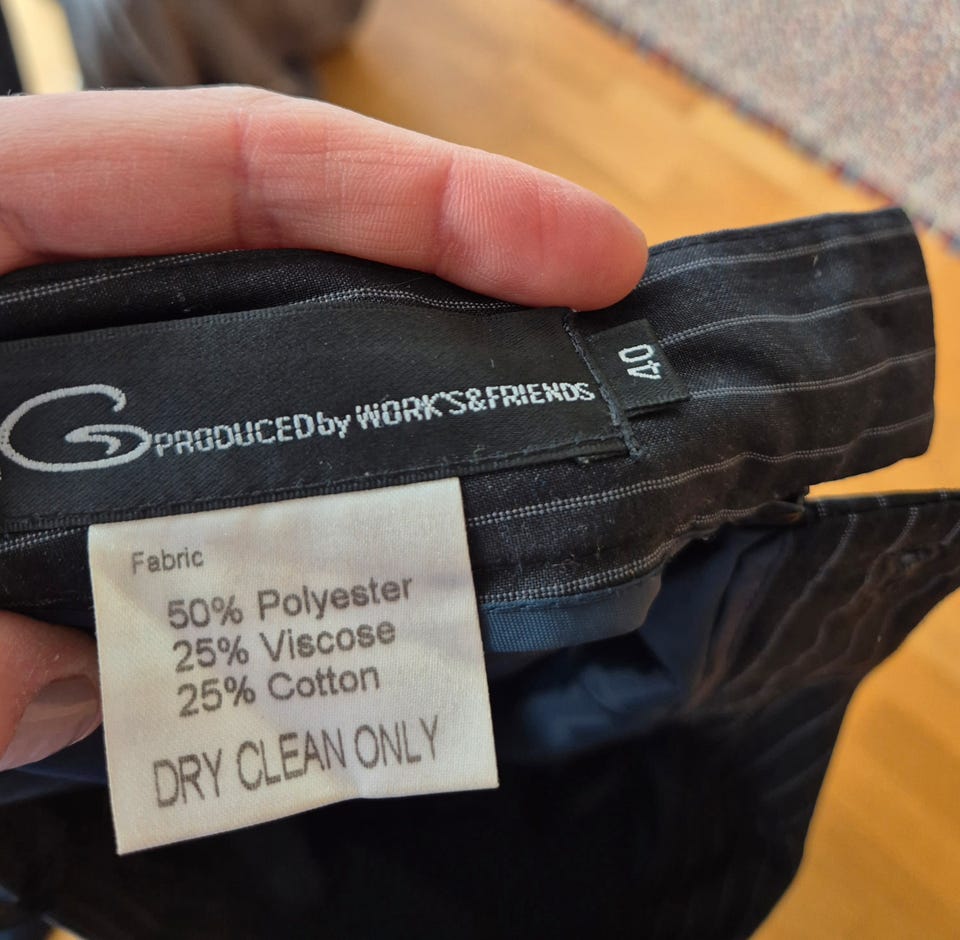 G PRODUCED by WORK'S&FRIENDS
40
Fabric
50% Polyester
25% Viscose
25% Cotton
DRY CLEAN ONLY